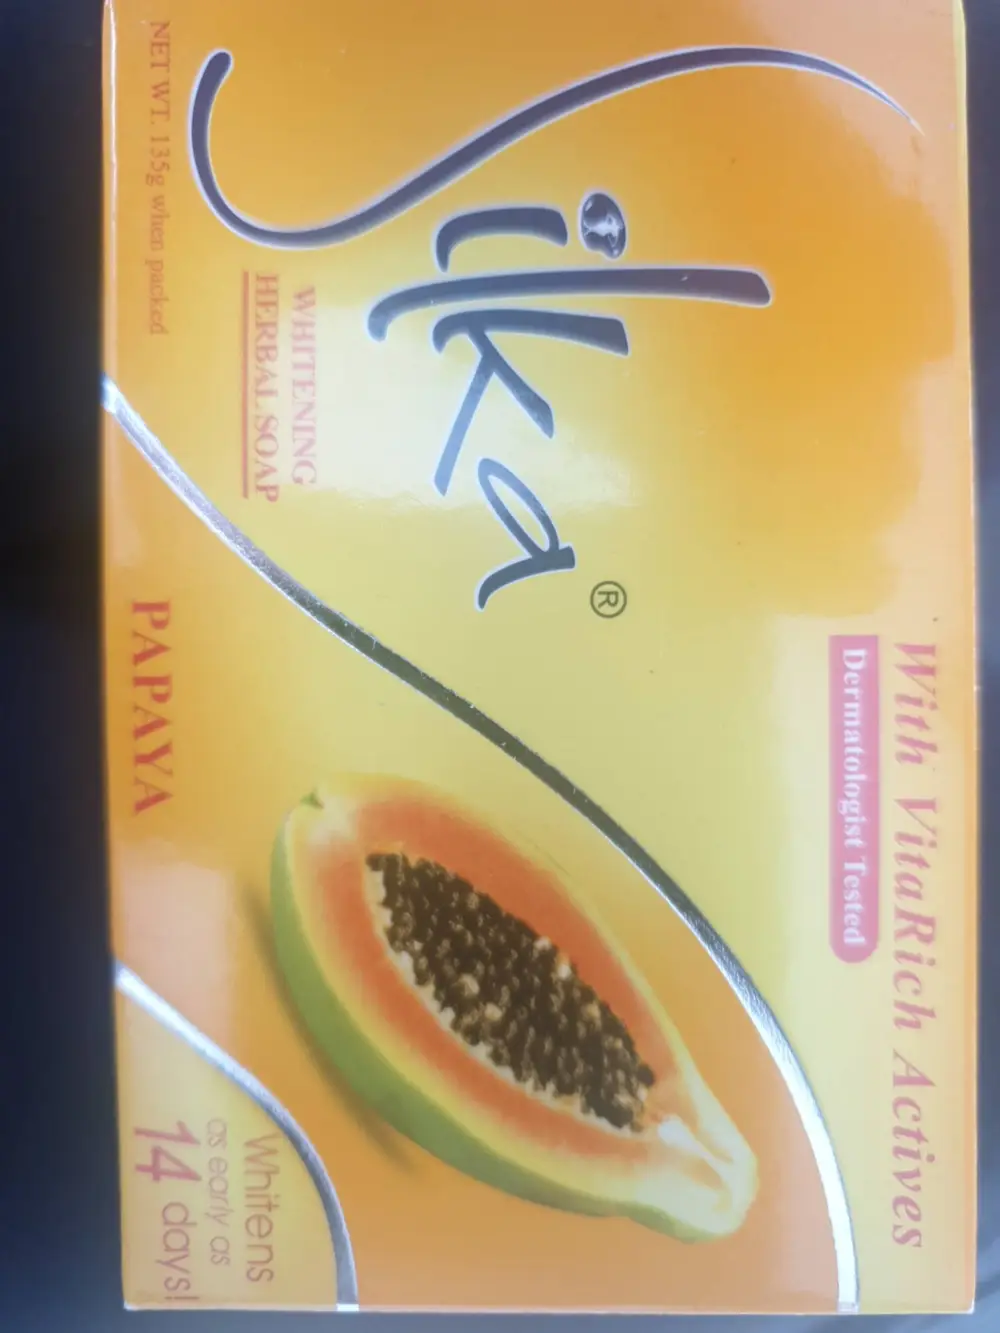 With VitaRich Actives
Dermatologist Tested
Silka®
WHITENING
HERBAL SOAP
NET WT. 135g when packed
PAPAYA
Whitens
as early as
14 days!